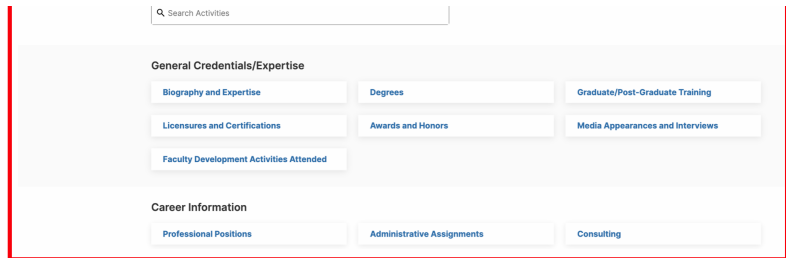 Search Activities
General Credentials/Expertise
Biography and Expertise
Degrees
Graduate/Post-Graduate Training
Licensures and Certifications
Awards and Honors
Media Appearances and Interviews
Faculty Development Activities Attended
Career Information
Professional Positions
Administrative Assignments
Consulting